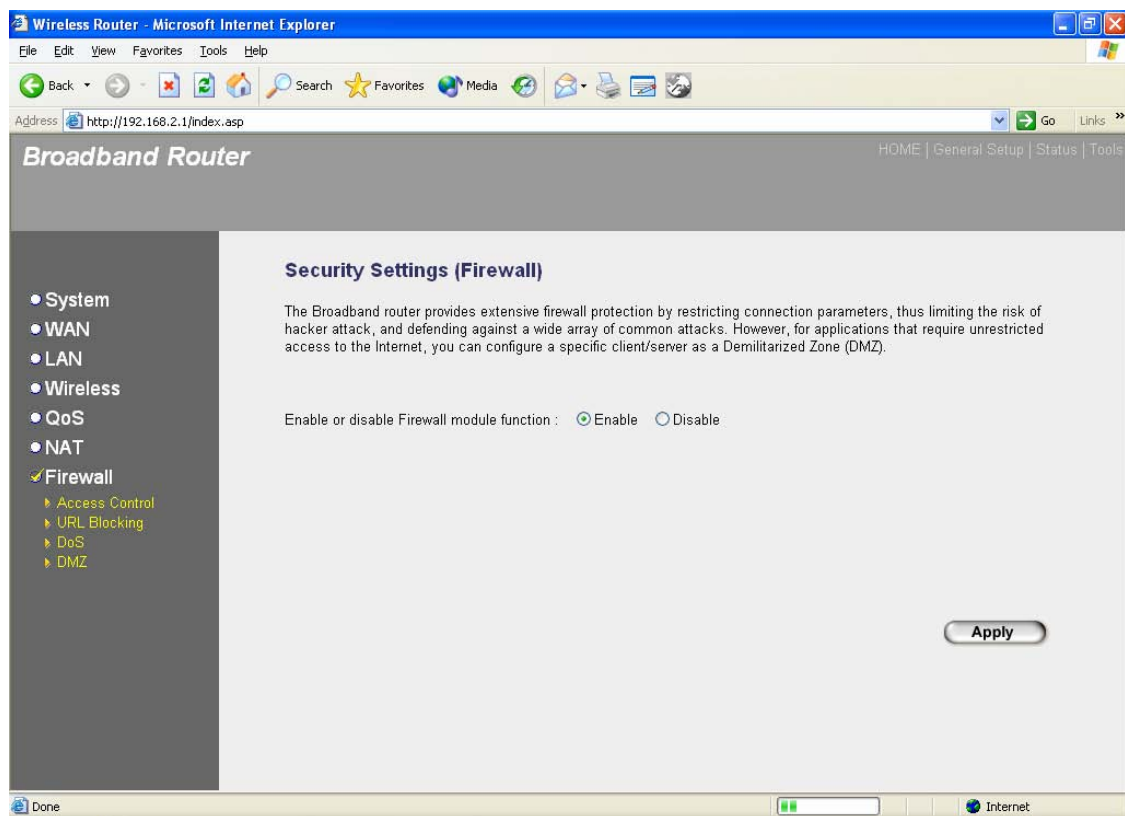 Wireless Router - Microsoft Internet Explorer
File Edit View Favorites Tools Help
Back Search Favorites Media
Address http://192.168.2.1/index.asp Go Links »
Broadband Router
HOME | General Setup | Status | Tools
Security Settings (Firewall)
The Broadband router provides extensive firewall protection by restricting connection parameters, thus limiting the risk of
hacker attack, and defending against a wide array of common attacks. However, for applications that require unrestricted
access to the Internet, you can configure a specific client/server as a Demilitarized Zone (DMZ).
Enable or disable Firewall module function : Enable Disable
System
WAN
LAN
Wireless
QoS
NAT
Firewall
Access Control
URL Blocking
DoS
DMZ
Apply
Done Internet